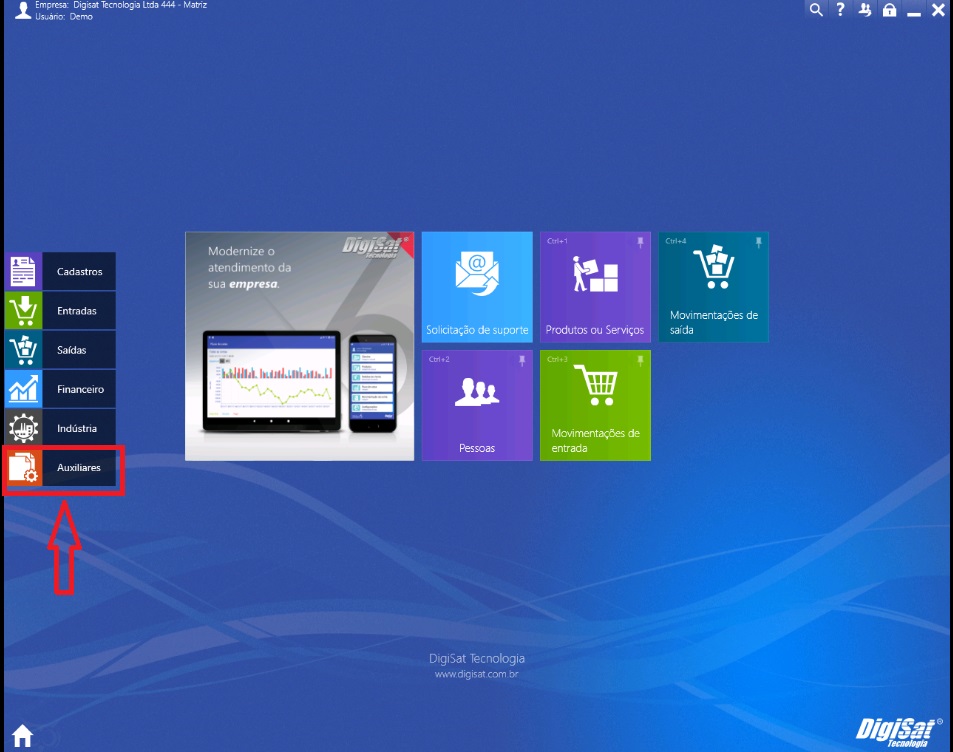 Empresa: Digisat Tecnologia Ltda 444 - Matriz
Usuário: Demo
?
Cadastros
Entradas
Saídas
Financeiro
Indústria
Auxiliares
Modernize o
atendimento da
sua empresa.
DigiSat
Tecnologia
6
Solicitação de suporte
Ctrl+1
Produtos ou Serviços
Ctrl+4
Movimentações de
saída
Ctrl+2
Pessoas
Ctrl+3
Movimentações de
entrada
DigiSat Tecnologia
www.digisat.com.br
DigiSat®
Tecnologia